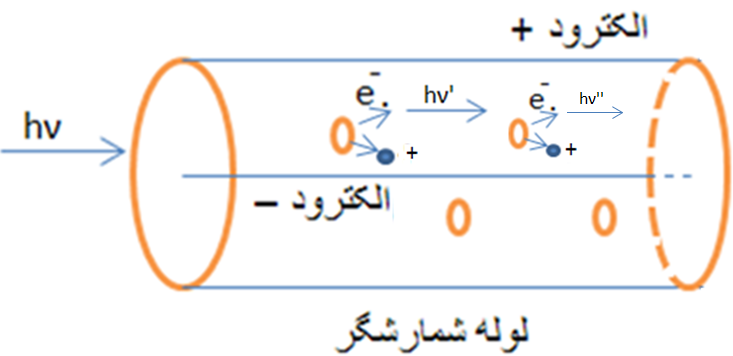 الکترود +
hν
e⁻.
hν'
e⁻.
hν"
+
+
الکترود –
لوله شمارشگر